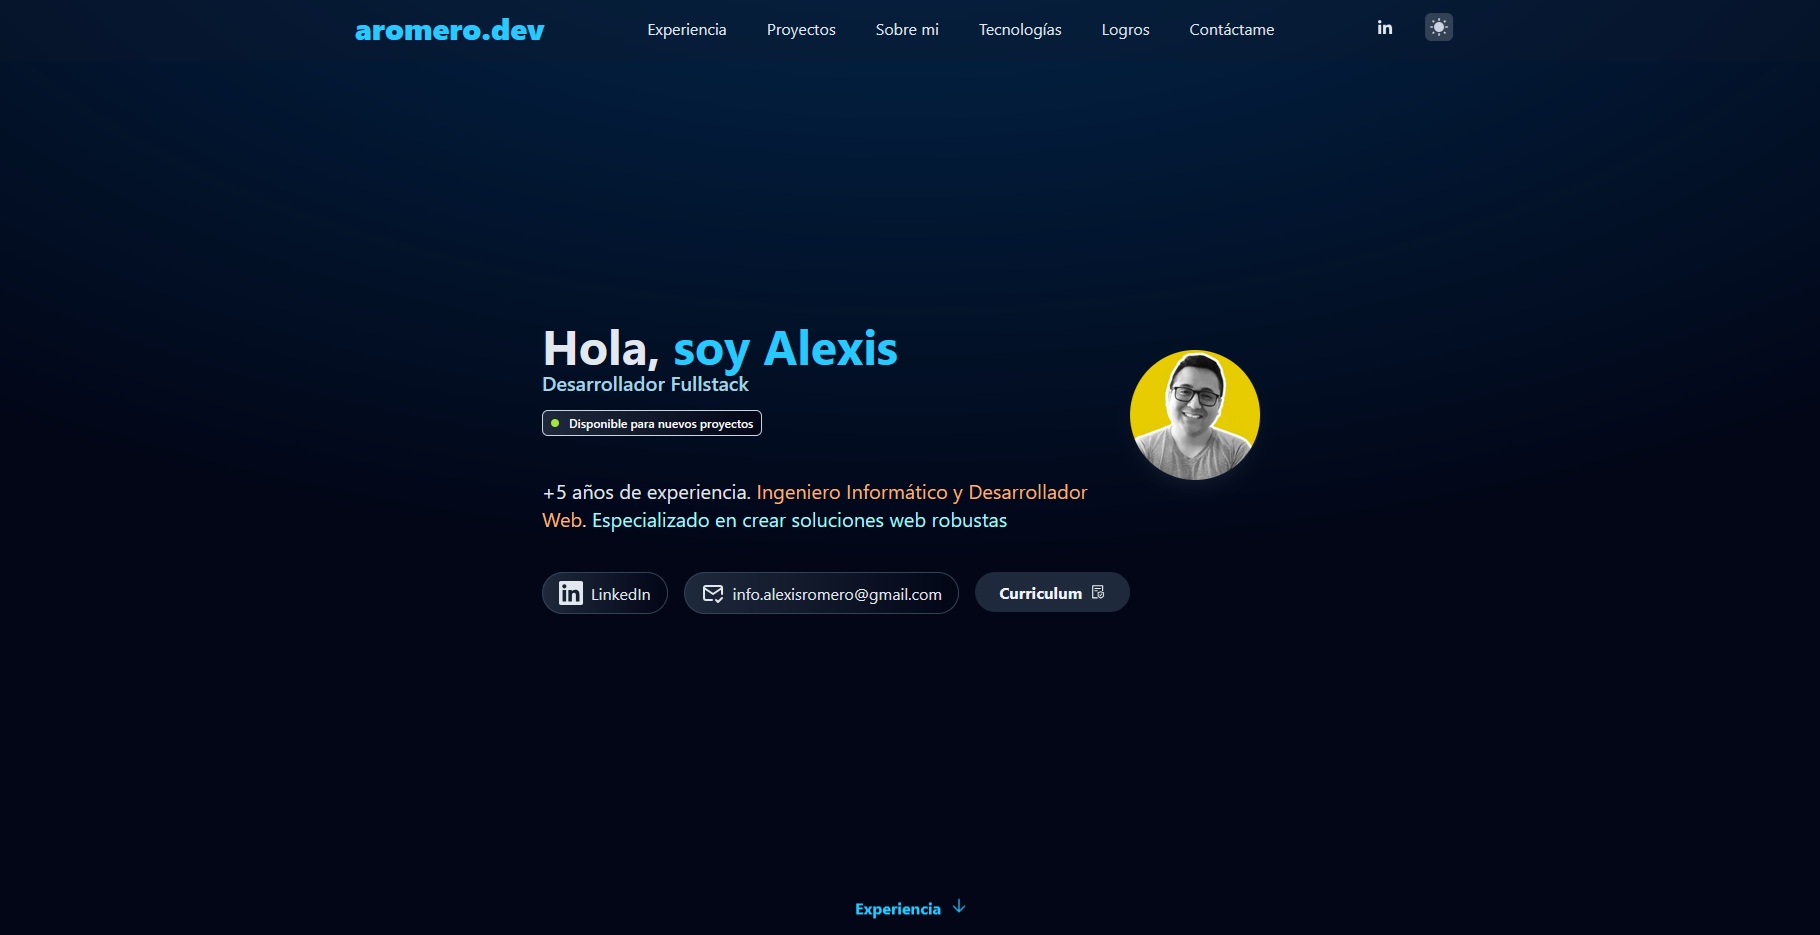 aromero.dev
Experiencia
Proyectos
Sobre mi
Tecnologías
Logros
Contáctame
in
Hola, soy Alexis
Desarrollador Fullstack
Disponible para nuevos proyectos
+5 años de experiencia. Ingeniero Informático y Desarrollador
Web. Especializado en crear soluciones web robustas
in LinkedIn
info.alexisromero@gmail.com
Curriculum
Experiencia